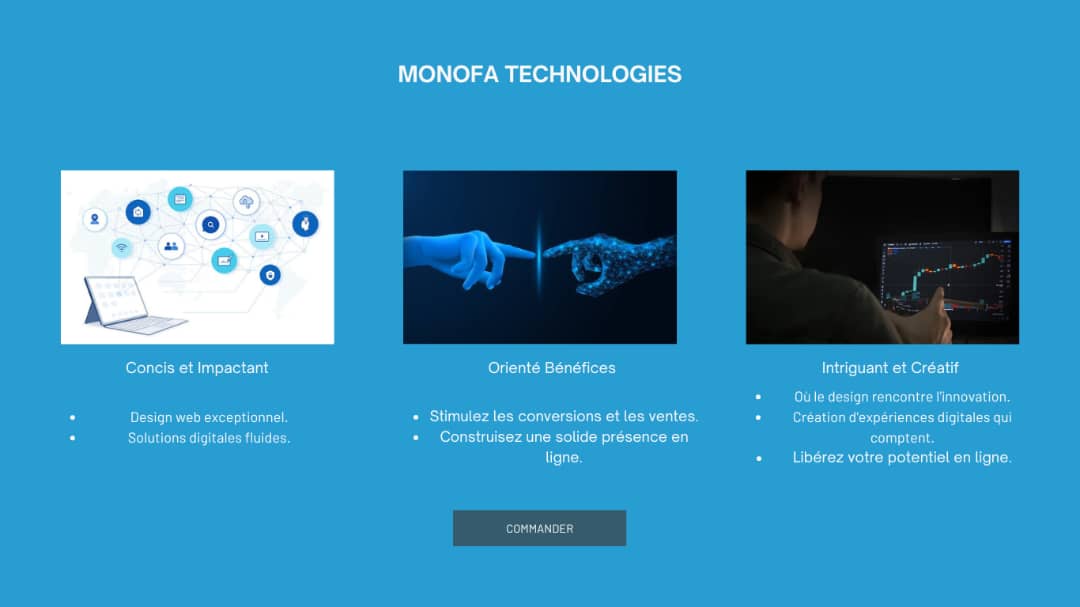 MONOFA TECHNOLOGIES
Concis et Impactant
• Design web exceptionnel.
• Solutions digitales fluides.
Orienté Bénéfices
• Stimulez les conversions et les ventes.
• Construisez une solide présence en
ligne.
Intriguant et Créatif
• Où le design rencontre l'innovation.
• Création d'expériences digitales qui
comptent.
• Libérez votre potentiel en ligne.
COMMANDER